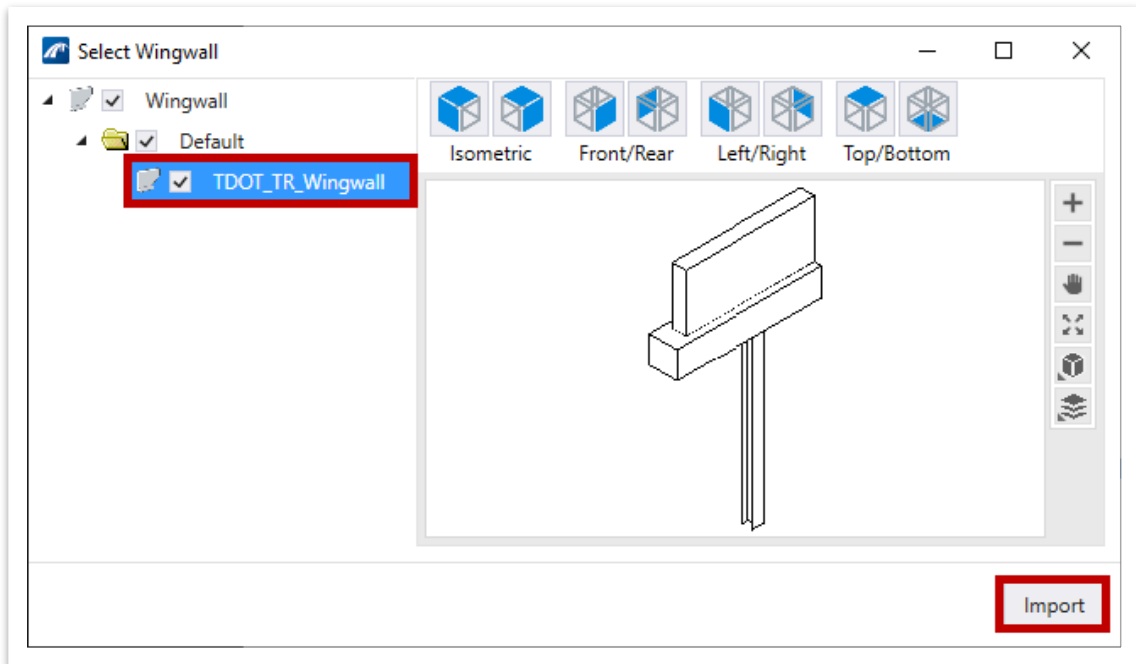 Select Wingwall
Wingwall
Default
TDOT_TR_Wingwall
Isometric Front/Rear Left/Right Top/Bottom
Import